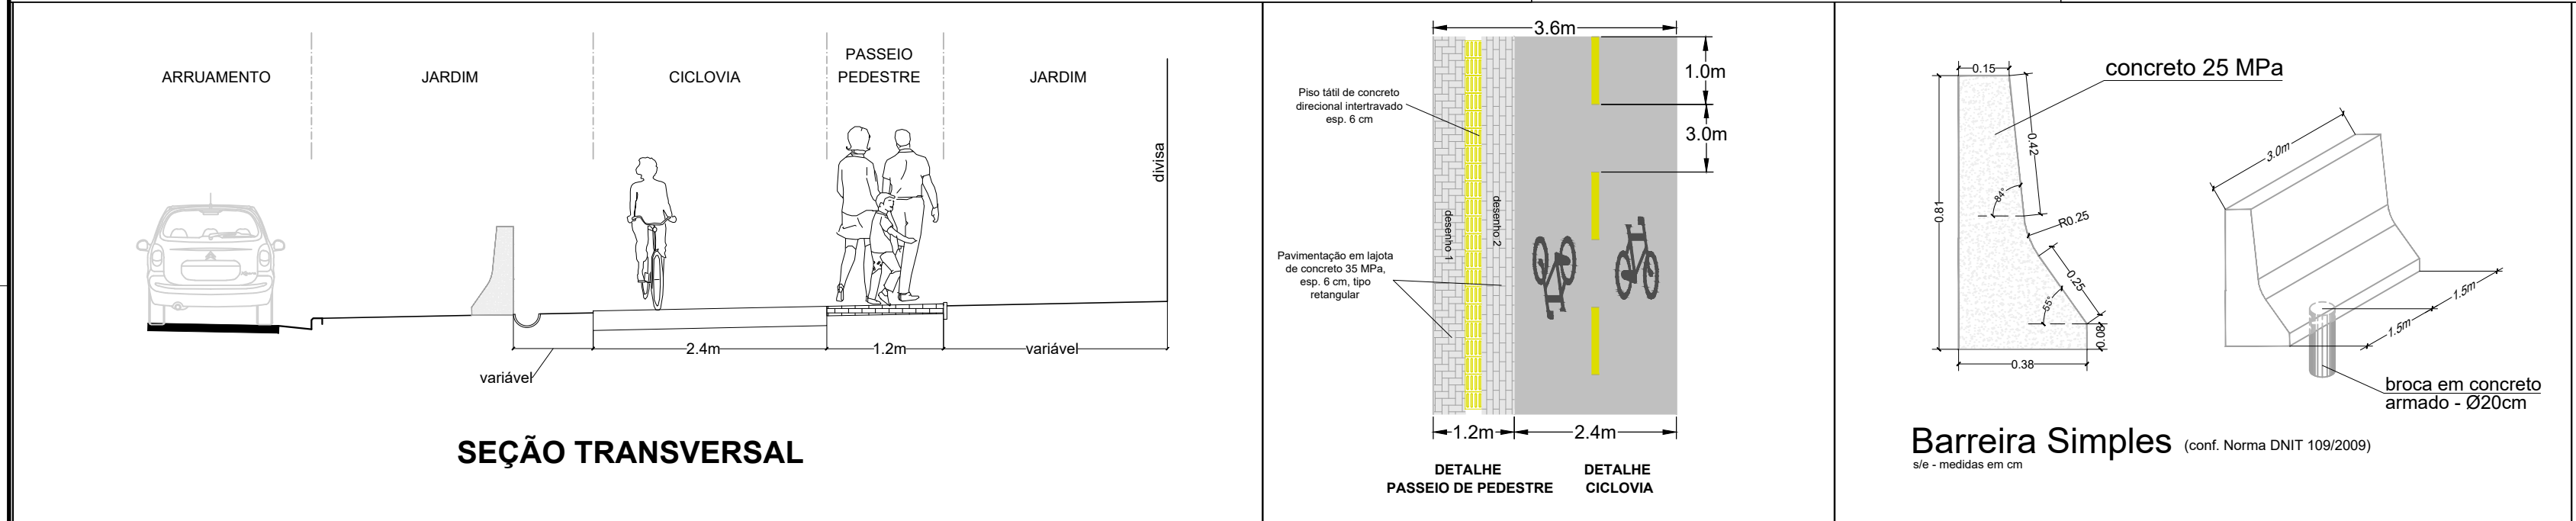 ARRUAMENTO
JARDIM
CICLOVIA
PASSEIO
PEDESTRE
JARDIM
divisa
variável
2.4m
1.2m
variável
SEÇÃO TRANSVERSAL
3.6m
1.0m
3.0m
Piso tátil de concreto
direcional intertravado
esp. 6 cm
desenho 1
desenho 2
Pavimentação em lajota
de concreto 35 MPa,
esp. 6 cm, tipo
retangular
1.2m
2.4m
DETALHE
PASSEIO DE PEDESTRE
DETALHE
CICLOVIA
0.15
concreto 25 MPa
0.42
0.81
84°
R0.25
0.25
55°
0.08
0.38
3.0m
1.5m
1.5m
broca em concreto
armado - Ø20cm
Barreira Simples (conf. Norma DNIT 109/2009)
s/e - medidas em cm